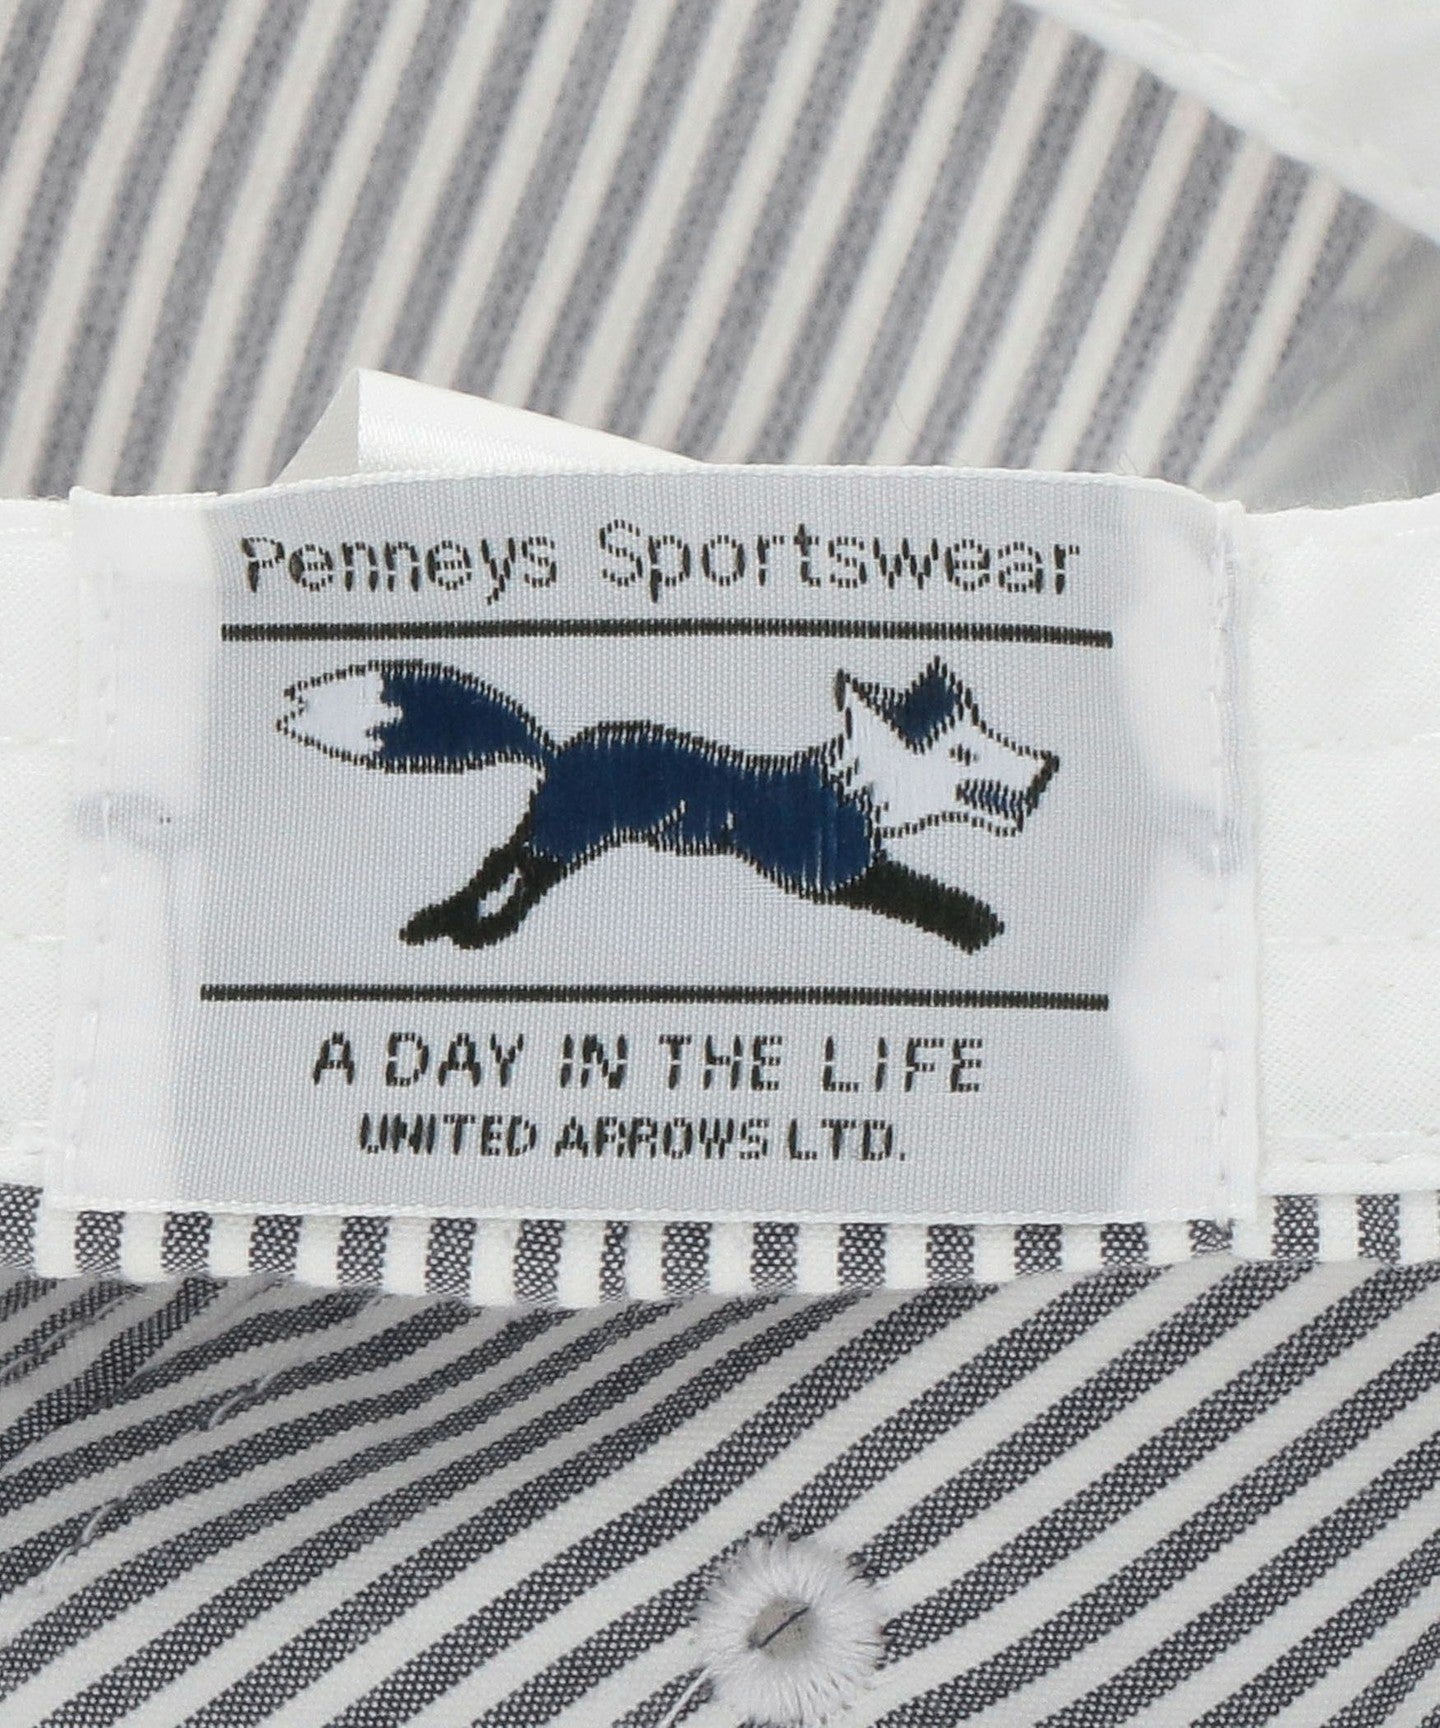 Penneys Sportswear
A DAY IN THE LIFE
UNITED ARROWS LTD.